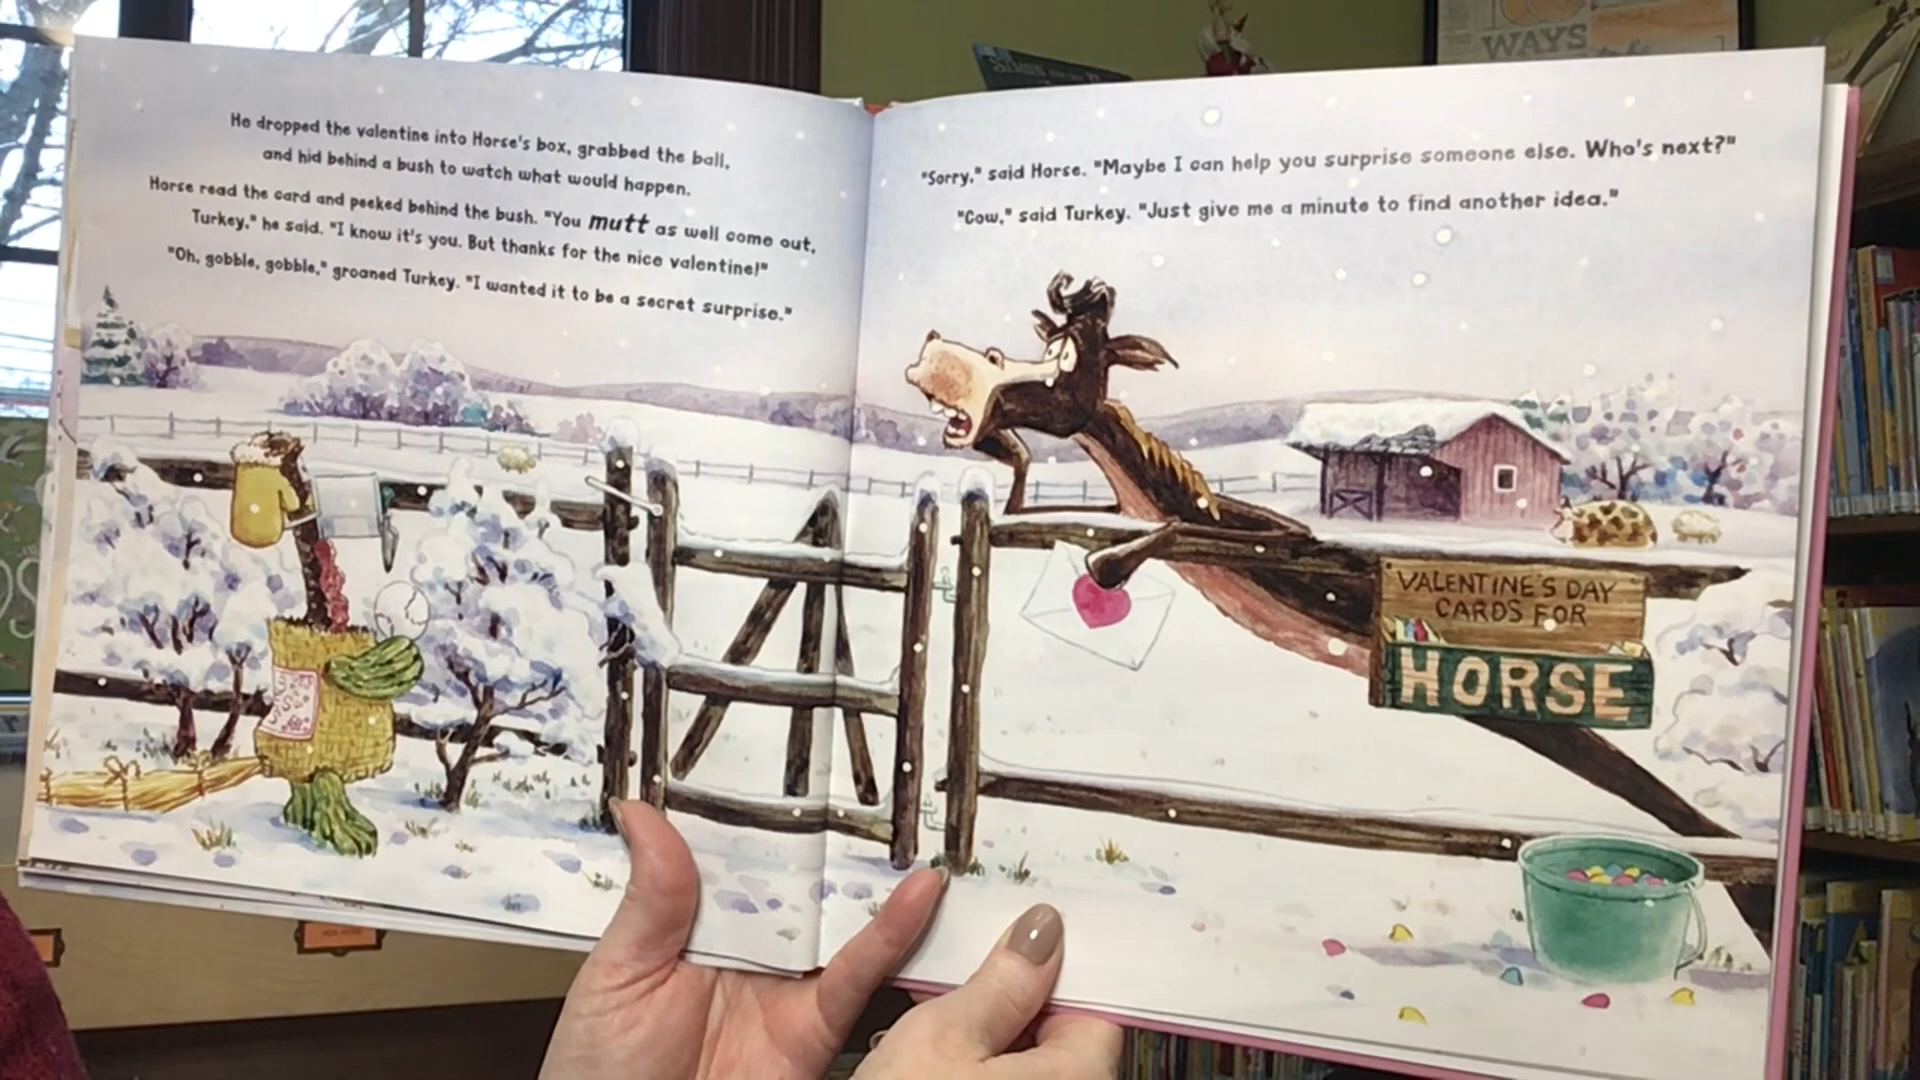 He dropped the valentine into Horse's box, grabbed the ball,
and hid behind a bush to watch what would happen.
Horse read the card and peeked behind the bush. "You mutt as well come out,
Turkey," he said. "I know it's you. But thanks for the nice valentine!"
"Oh, gobble, gobble," groaned Turkey. "I wanted it to be a secret surprise."
"Sorry," said Horse. "Maybe I can help you surprise someone else. Who's next?"
"Cow," said Turkey. "Just give me a minute to find another idea."
VALENTINE'S DAY
CARDS FOR
HORSE
WAYS